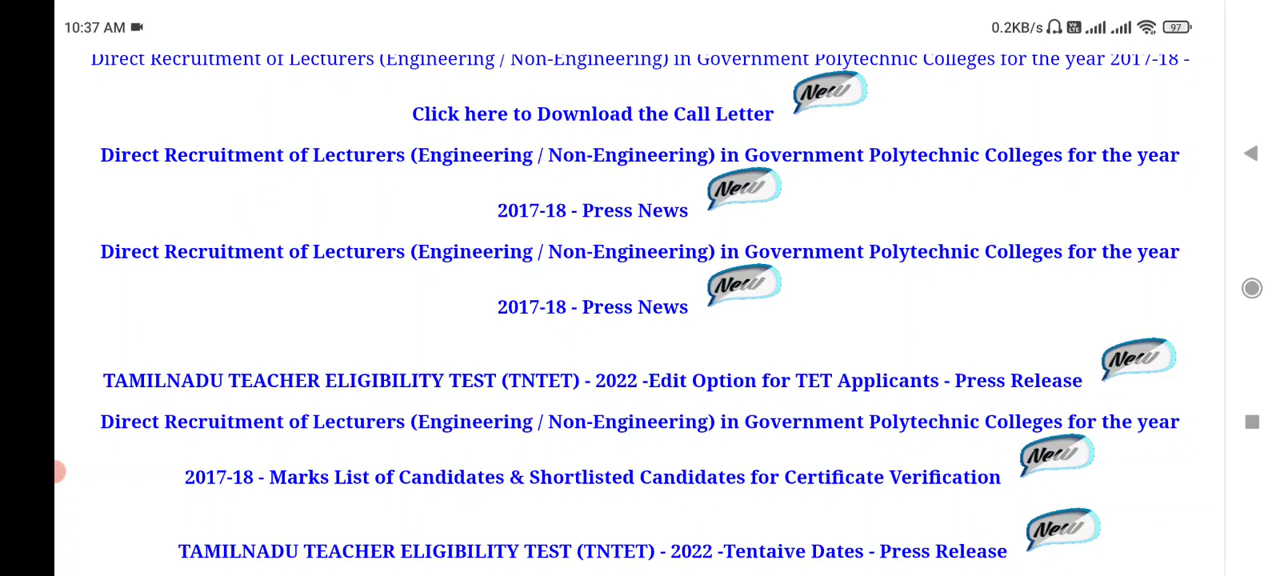 10:37 AM
0.2KB/s Vo LTE 97
Direct Recruitment of Lecturers (Engineering / Non-Engineering) in Government Polytechnic Colleges for the year 2017-18 -
Click here to Download the Call Letter New
Direct Recruitment of Lecturers (Engineering / Non-Engineering) in Government Polytechnic Colleges for the year
2017-18 - Press News New
Direct Recruitment of Lecturers (Engineering / Non-Engineering) in Government Polytechnic Colleges for the year
2017-18 - Press News New
TAMILNADU TEACHER ELIGIBILITY TEST (TNTET) - 2022 -Edit Option for TET Applicants - Press Release New
Direct Recruitment of Lecturers (Engineering / Non-Engineering) in Government Polytechnic Colleges for the year
2017-18 - Marks List of Candidates & Shortlisted Candidates for Certificate Verification New
TAMILNADU TEACHER ELIGIBILITY TEST (TNTET) - 2022 -Tentaive Dates - Press Release New